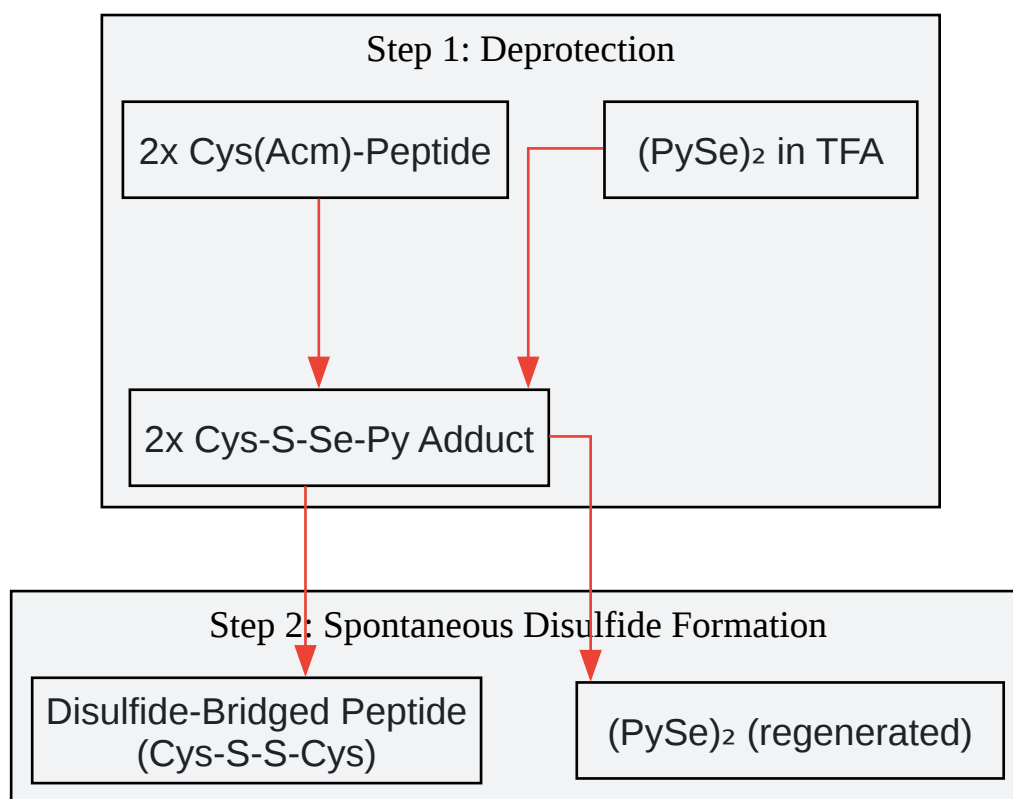 Step 1: Deprotection
2x Cys(Acm)-Peptide
(PySe)₂ in TFA
2x Cys-S-Se-Py Adduct
Step 2: Spontaneous Disulfide Formation
Disulfide-Bridged Peptide
(Cys-S-S-Cys)
(PySe)₂ (regenerated)